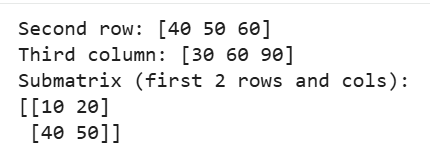 Second row: [40 50 60]
Third column: [30 60 90]
Submatrix (first 2 rows and cols):
[[10 20]
 [40 50]]